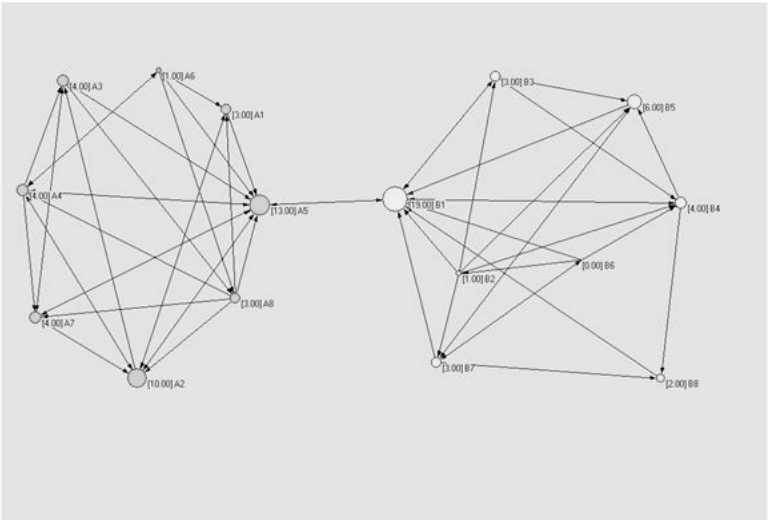 [4.00] A3
[1.00] A6
[3.00] A1
[4.00] A4
[13.00] A5
[3.00] A8
[4.00] A7
[10.00] A2
[3.00] B3
[6.00] B5
[19.00] B1
[4.00] B4
[0.00] B6
[1.00] B2
[3.00] B7
[2.00] B8